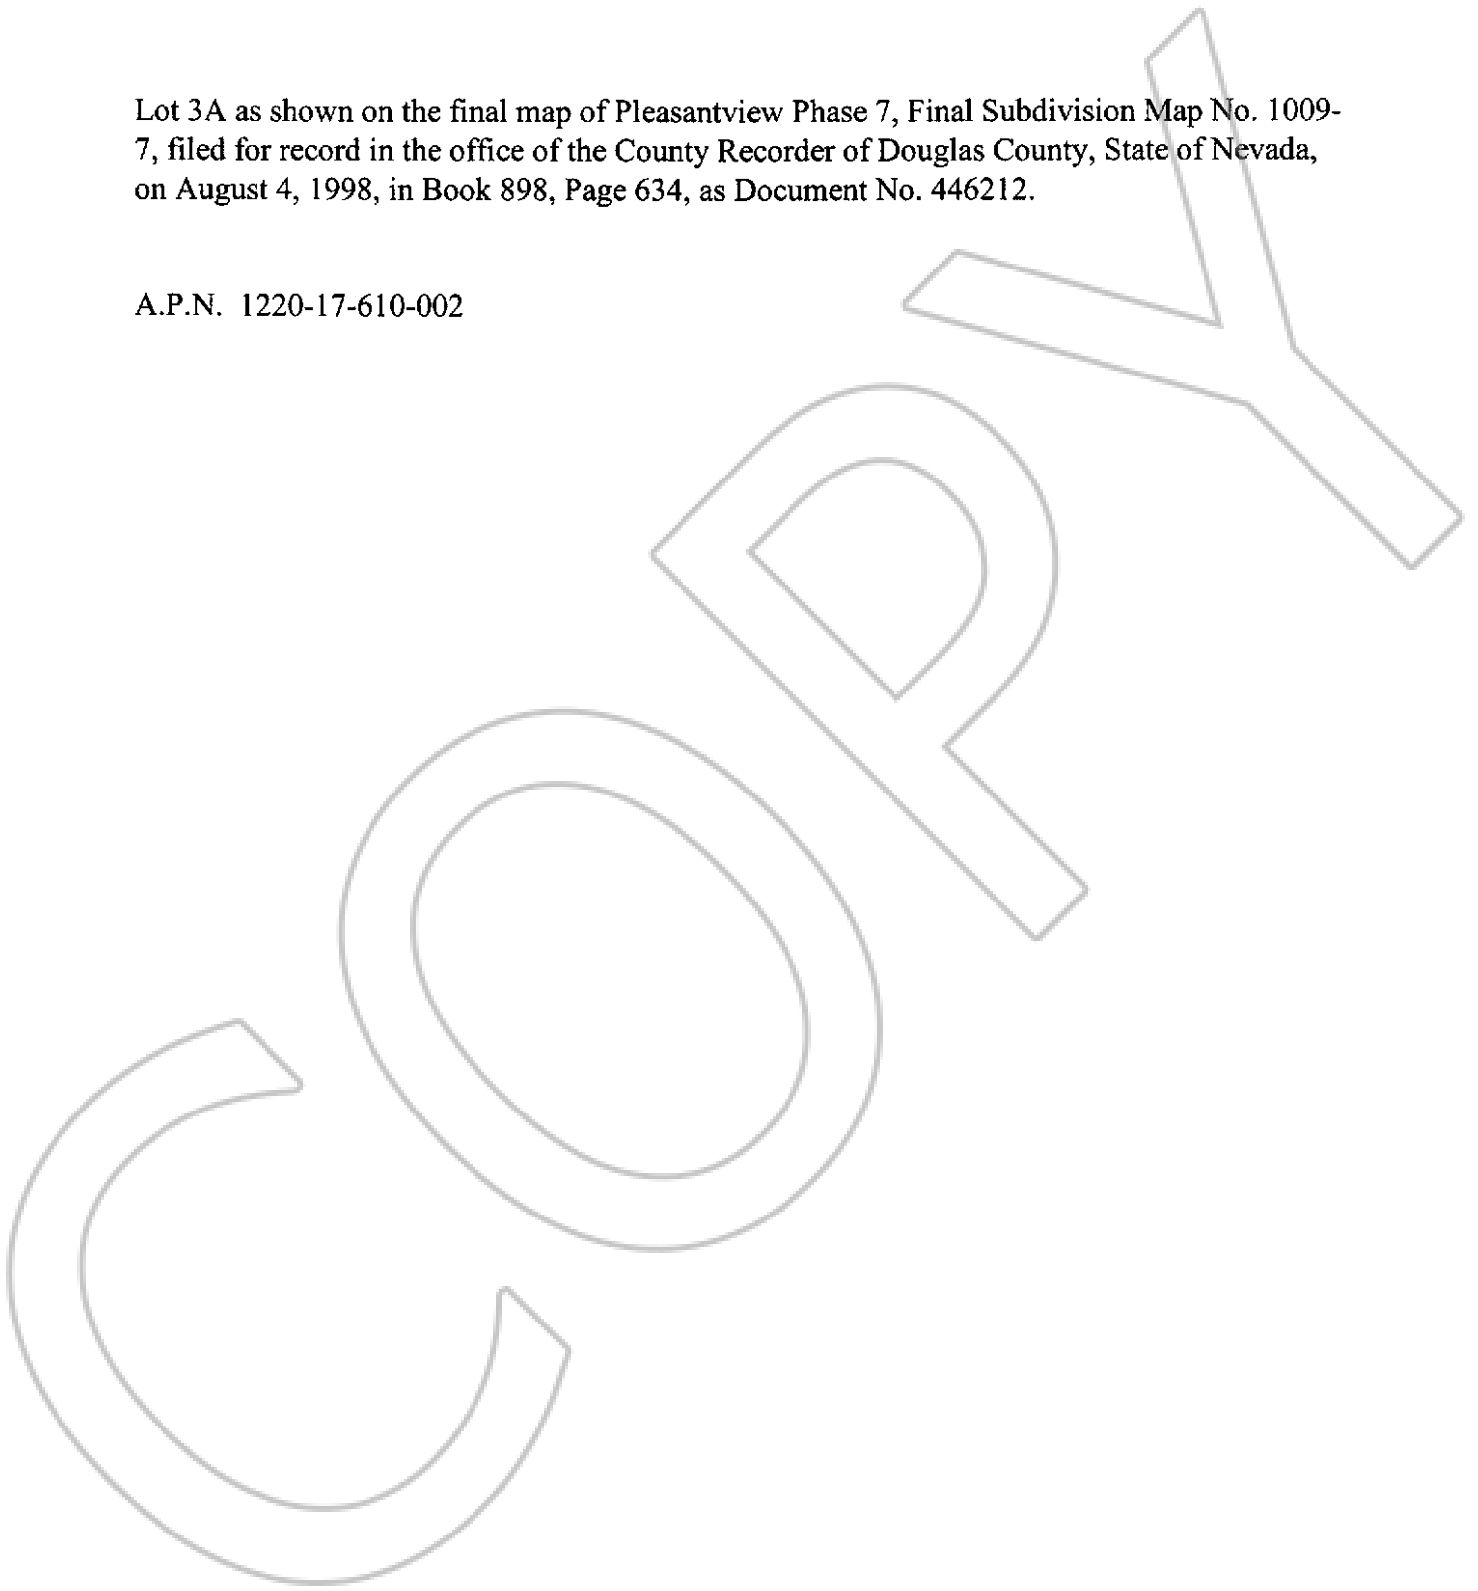 Lot 3A as shown on the final map of Pleasantview Phase 7, Final Subdivision Map No. 1009-
7, filed for record in the office of the County Recorder of Douglas County, State of Nevada,
on August 4, 1998, in Book 898, Page 634, as Document No. 446212.
A.P.N. 1220-17-610-002
COPY